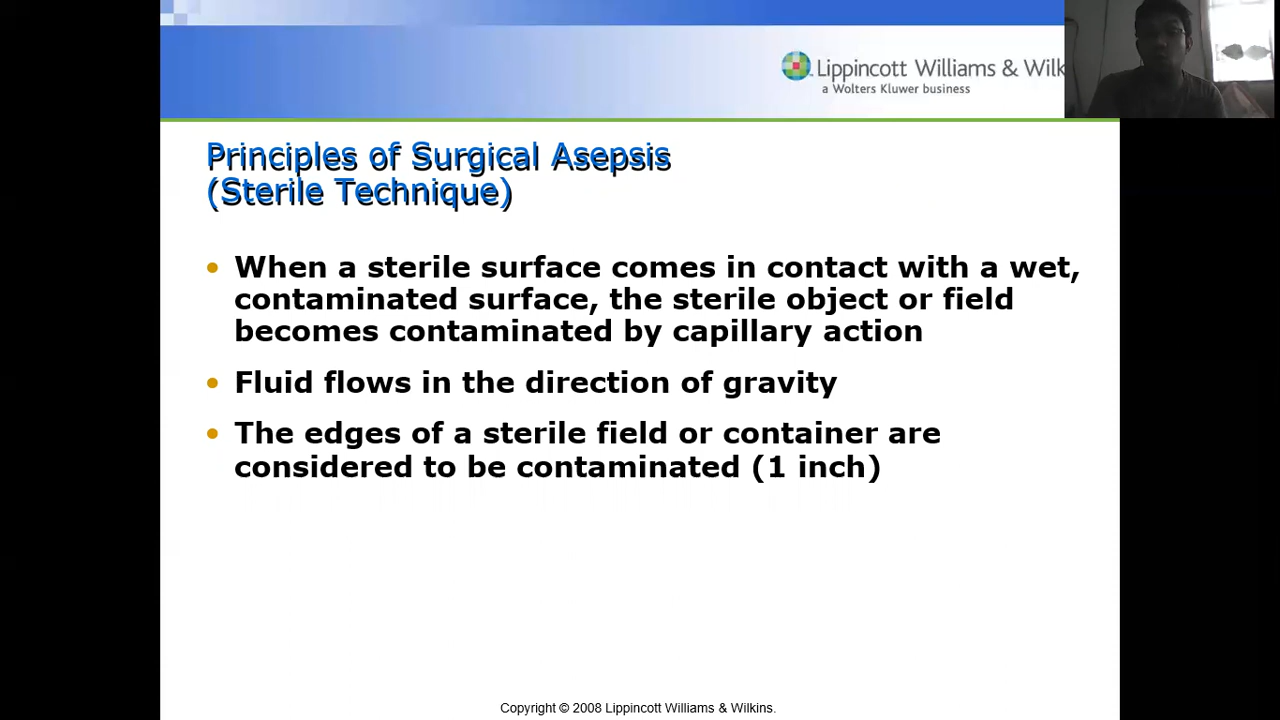 Lippincott Williams & Wilk
a Wolters Kluwer business
Principles of Surgical Asepsis
(Sterile Technique)
• When a sterile surface comes in contact with a wet,
contaminated surface, the sterile object or field
becomes contaminated by capillary action
• Fluid flows in the direction of gravity
• The edges of a sterile field or container are
considered to be contaminated (1 inch)
Copyright © 2008 Lippincott Williams & Wilkins.